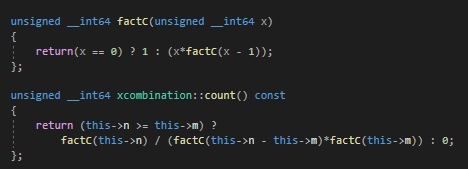 unsigned __int64 factC(unsigned __int64 x)
{
return(x == 0) ? 1 : (x*factC(x - 1));
};
unsigned __int64 xcombination::count() const
{
return (this->n >= this->m) ?
factC(this->n) / (factC(this->n - this->m)*factC(this->m)) : 0;
};